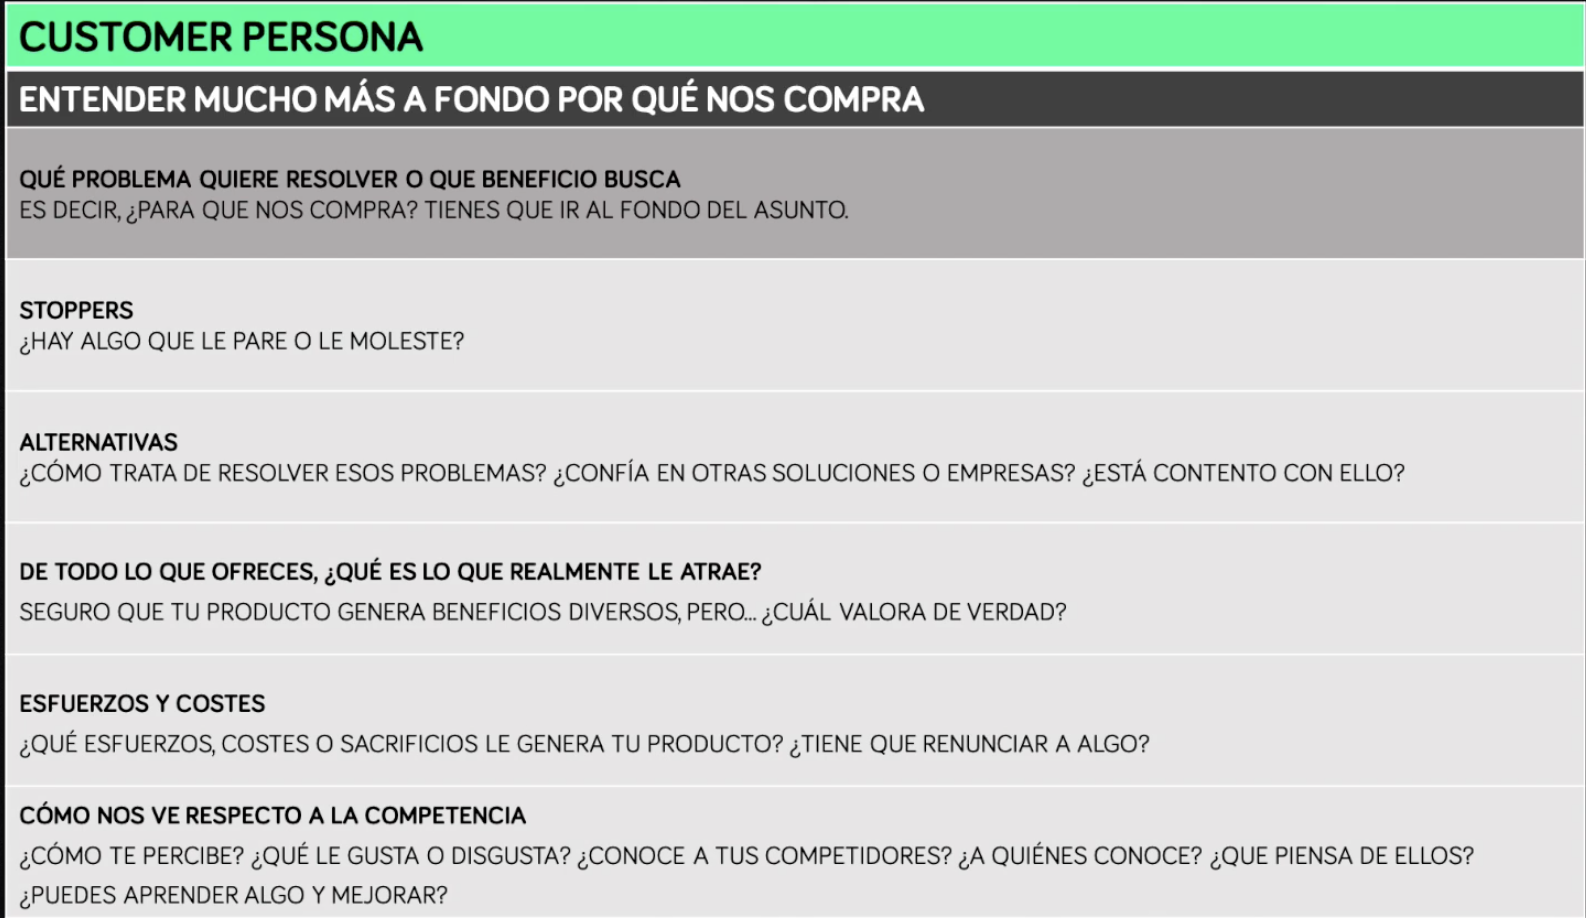 CUSTOMER PERSONA
ENTENDER MUCHO MÁS A FONDO POR QUÉ NOS COMPRA
QUÉ PROBLEMA QUIERE RESOLVER O QUE BENEFICIO BUSCA
ES DECIR, ¿PARA QUE NOS COMPRA? TIENES QUE IR AL FONDO DEL ASUNTO.
STOPPERS
¿HAY ALGO QUE LE PARE O LE MOLESTE?
ALTERNATIVAS
¿CÓMO TRATA DE RESOLVER ESOS PROBLEMAS? ¿CONFÍA EN OTRAS SOLUCIONES O EMPRESAS? ¿ESTÁ CONTENTO CON ELLO?
DE TODO LO QUE OFRECES, ¿QUÉ ES LO QUE REALMENTE LE ATRAE?
SEGURO QUE TU PRODUCTO GENERA BENEFICIOS DIVERSOS, PERO... ¿CUÁL VALORA DE VERDAD?
ESFUERZOS Y COSTES
¿QUÉ ESFUERZOS, COSTES O SACRIFICIOS LE GENERA TU PRODUCTO? ¿TIENE QUE RENUNCIAR A ALGO?
CÓMO NOS VE RESPECTO A LA COMPETENCIA
¿CÓMO TE PERCIBE? ¿QUÉ LE GUSTA O DISGUSTA? ¿CONOCE A TUS COMPETIDORES? ¿A QUIÉNES CONOCE? ¿QUE PIENSA DE ELLOS?
¿PUEDES APRENDER ALGO Y MEJORAR?